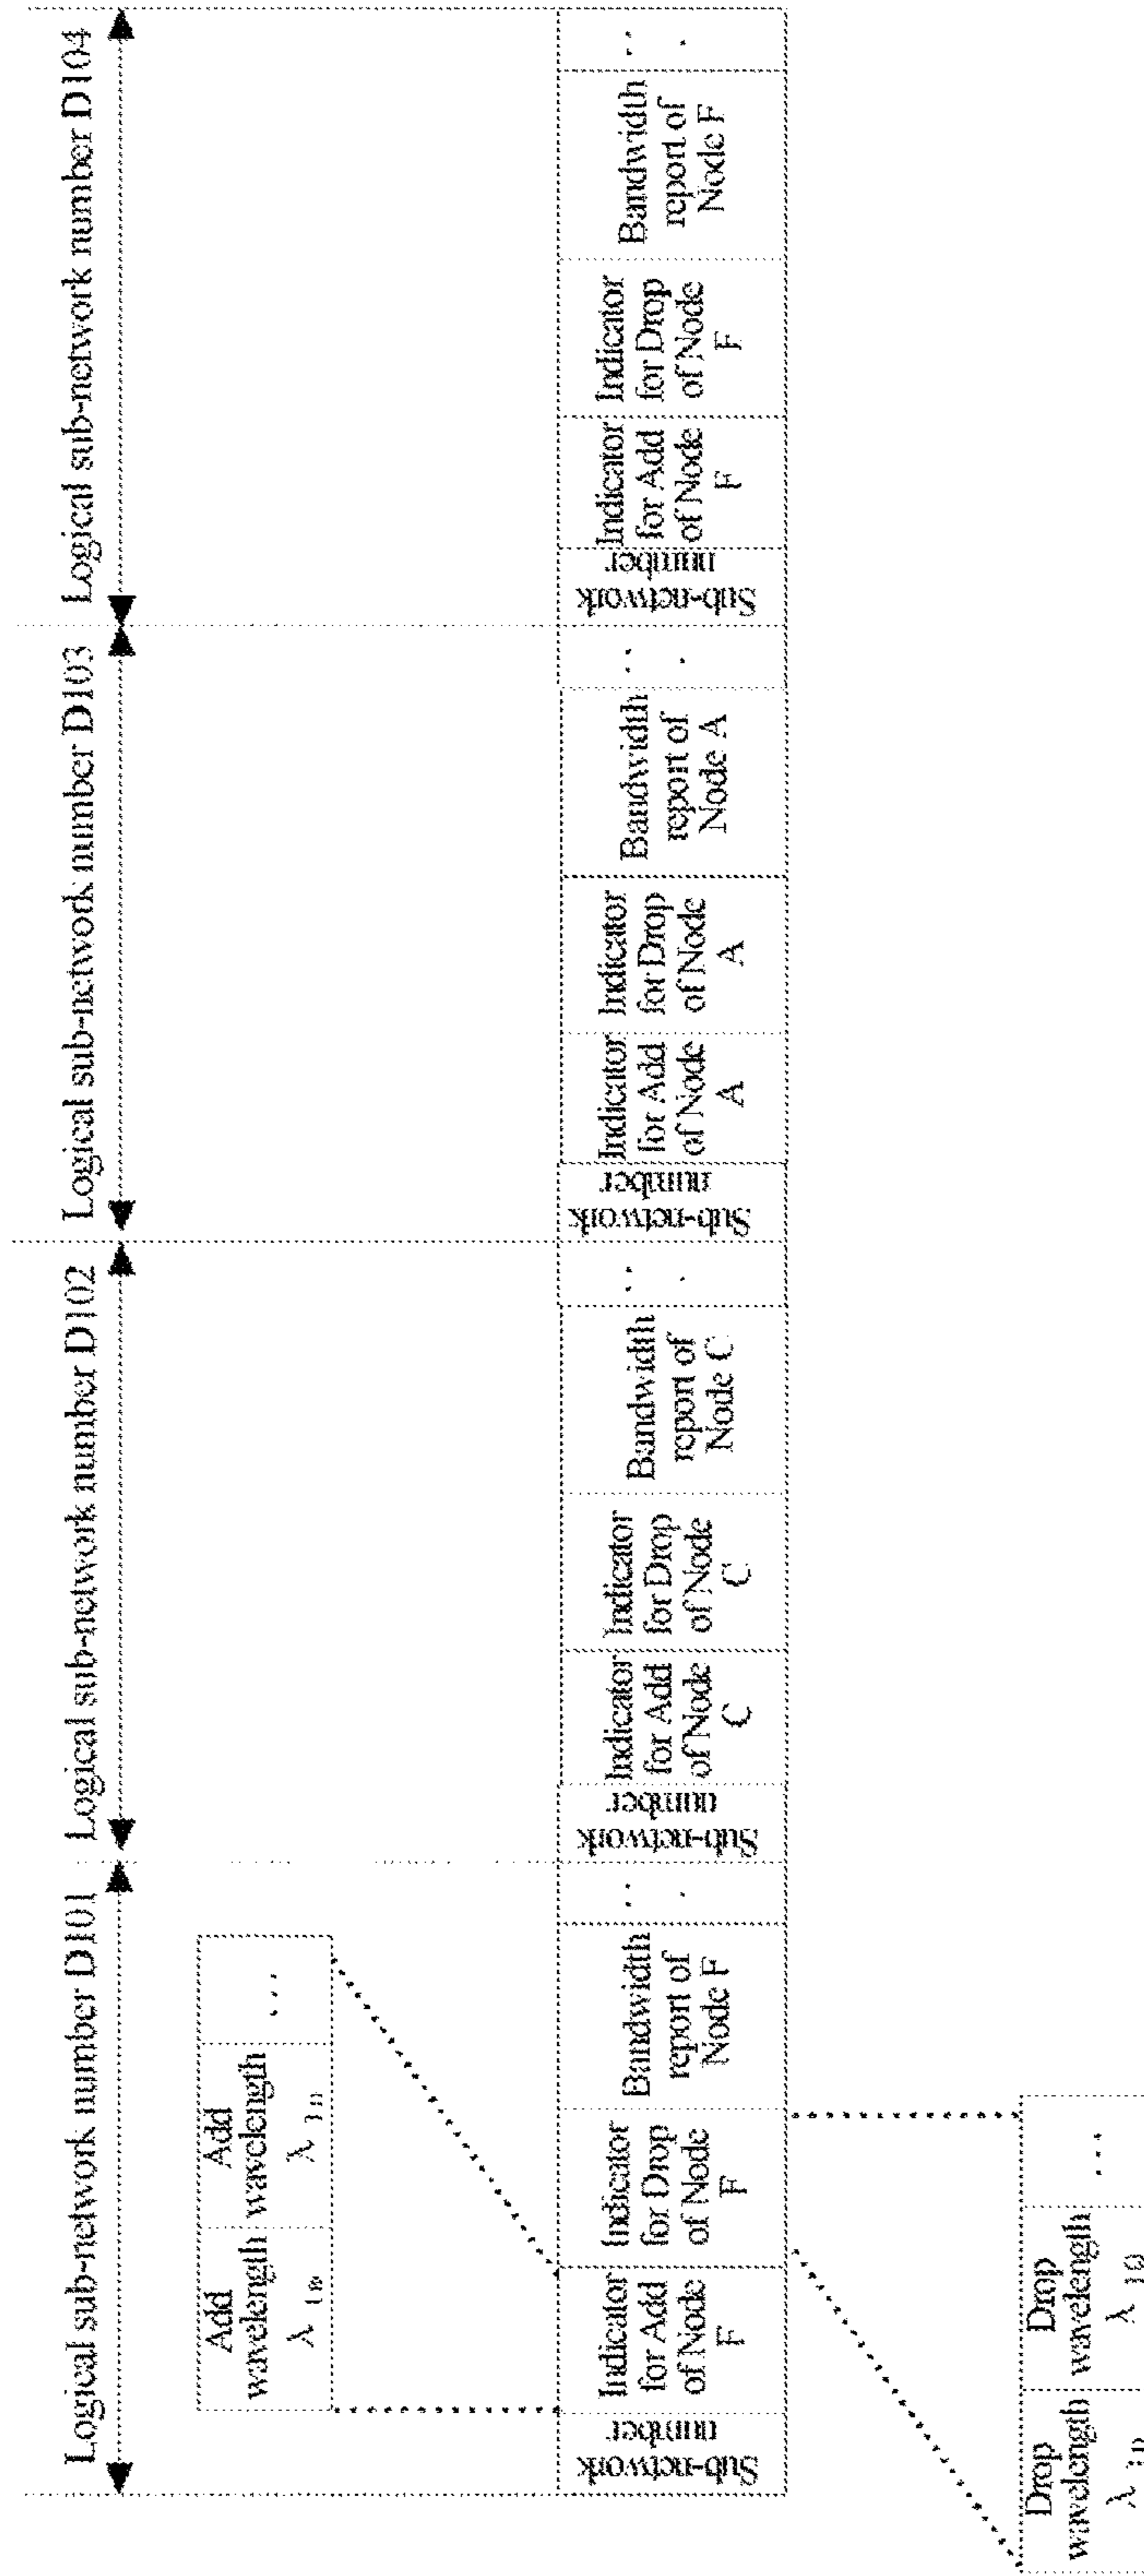 Logical sub-network number D101
Logical sub-network number D102
Logical sub-network number D103
Logical sub-network number D104
Add
wavelength
λ
Add
wavelength
λ
...
Sub-network
number
Indicator
for Add
of Node
F
Indicator
for Drop
of Node
F
Bandwidth
report of
Node F
...
Sub-network
number
Indicator
for Add
of Node
C
Indicator
for Drop
of Node
C
Bandwidth
report of
Node C
...
Sub-network
number
Indicator
for Add
of Node
A
Indicator
for Drop
of Node
A
Bandwidth
report of
Node A
...
Sub-network
number
Indicator
for Add
of Node
F
Indicator
for Drop
of Node
F
Bandwidth
report of
Node F
...
Drop
wavelength
λ
Drop
wavelength
λ
...